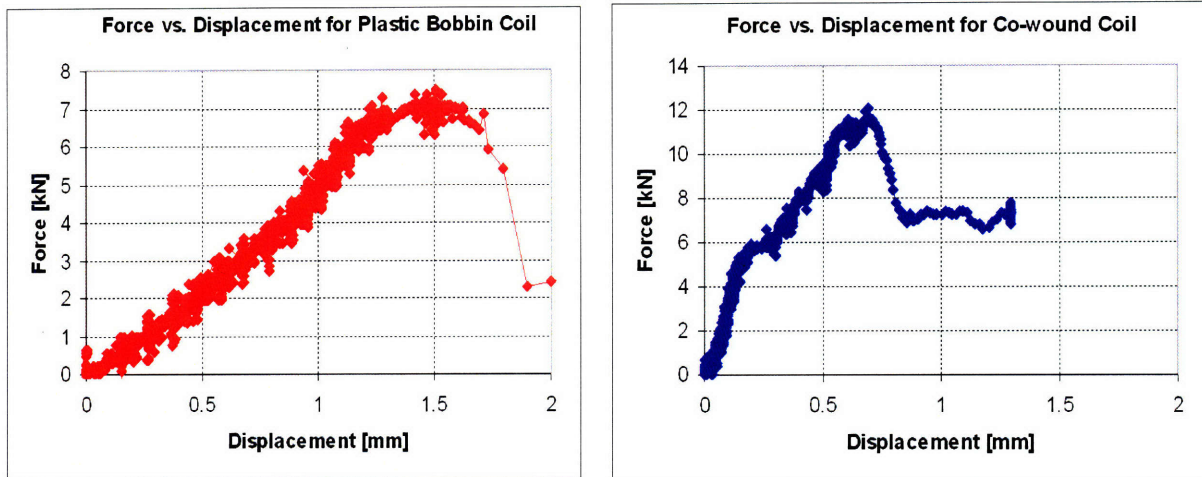 Force vs. Displacement for Plastic Bobbin Coil
8
7
6
5
4
3
2
1
0
Force [kN]
0 0.5 1 1.5 2
Displacement [mm]
Force vs. Displacement for Co-wound Coil
14
12
10
8
6
4
2
0
Force [kN]
0 0.5 1 1.5 2
Displacement [mm]